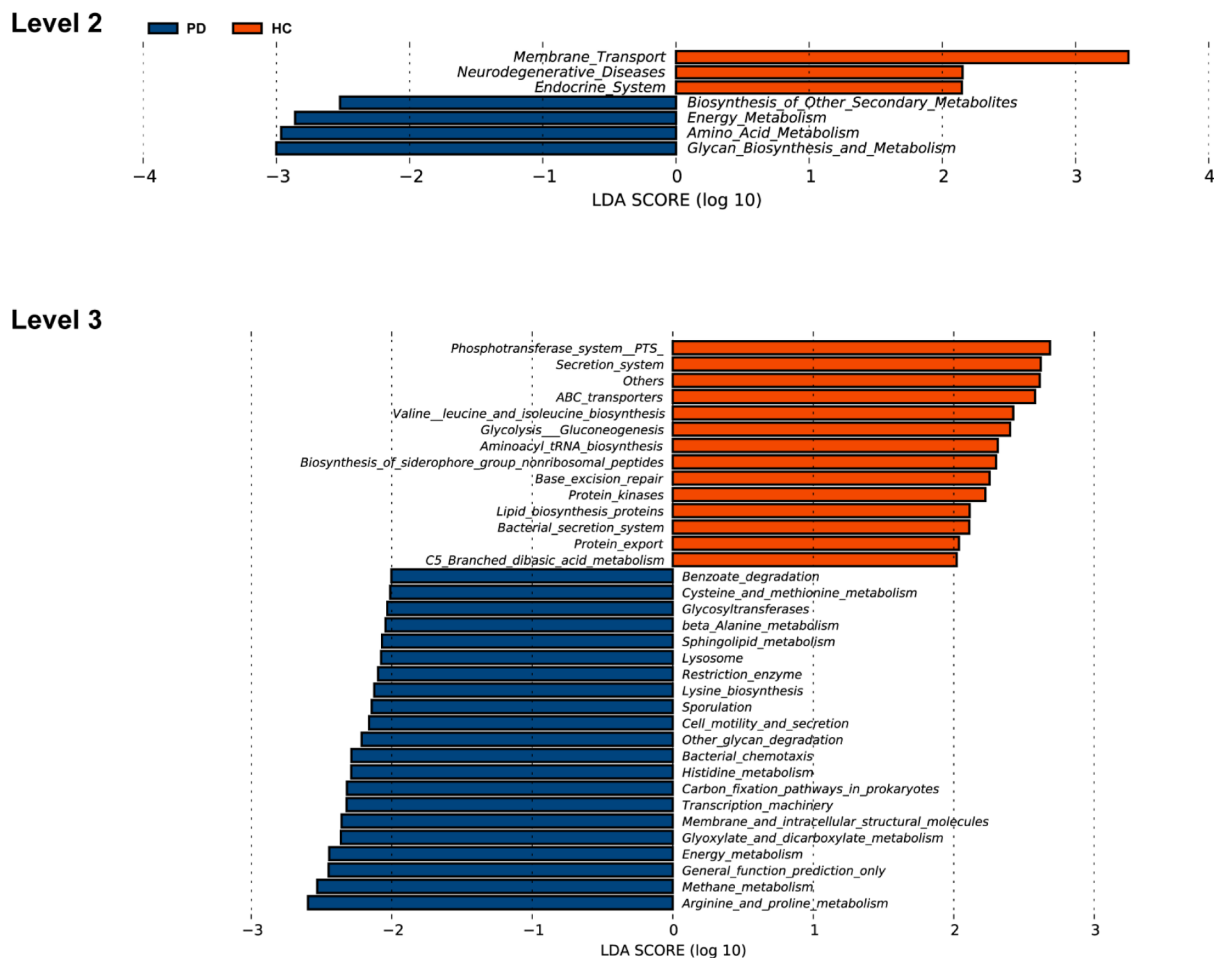 Level 2
PD HC
Membrane_Transport
Neurodegenerative_Diseases
Endocrine_System
Biosynthesis_of_Other_Secondary_Metabolites
Energy_Metabolism
Amino_Acid_Metabolism
Glycan_Biosynthesis_and_Metabolism
−4 −3 −2 −1 0 1 2 3 4
LDA SCORE (log 10)
Level 3
Phosphotransferase_system__PTS_
Secretion_system
Others
ABC_transporters
Valine__leucine_and_isoleucine_biosynthesis
Glycolysis___Gluconeogenesis
Aminoacyl_tRNA_biosynthesis
Biosynthesis_of_siderophore_group_nonribosomal_peptides
Base_excision_repair
Protein_kinases
Lipid_biosynthesis_proteins
Bacterial_secretion_system
Protein_export
C5_Branched_dibasic_acid_metabolism
Benzoate_degradation
Cysteine_and_methionine_metabolism
Glycosyltransferases
beta_Alanine_metabolism
Sphingolipid_metabolism
Lysosome
Restriction_enzyme
Lysine_biosynthesis
Sporulation
Cell_motility_and_secretion
Other_glycan_degradation
Bacterial_chemotaxis
Histidine_metabolism
Carbon_fixation_pathways_in_prokaryotes
Transcription_machinery
Membrane_and_intracellular_structural_molecules
Glyoxylate_and_dicarboxylate_metabolism
Energy_metabolism
General_function_prediction_only
Methane_metabolism
Arginine_and_proline_metabolism
−3 −2 −1 0 1 2 3
LDA SCORE (log 10)